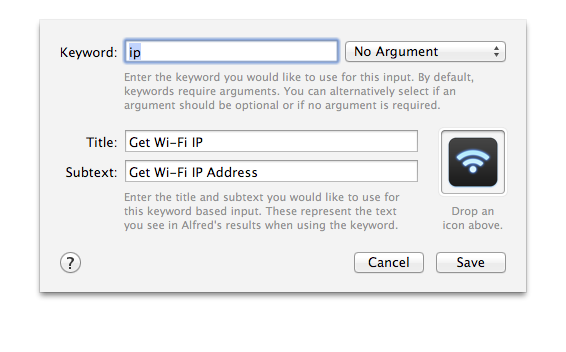 Keyword: ip No Argument
Enter the keyword you would like to use for this input. By default,
keywords require arguments. You can alternatively select if an
argument should be optional or if no argument is required.
Title: Get Wi-Fi IP
Subtext: Get Wi-Fi IP Address
Enter the title and subtext you would like to use for
this keyword based input. These represent the text
you see in Alfred's results when using the keyword.
Drop an
icon above.
? Cancel Save